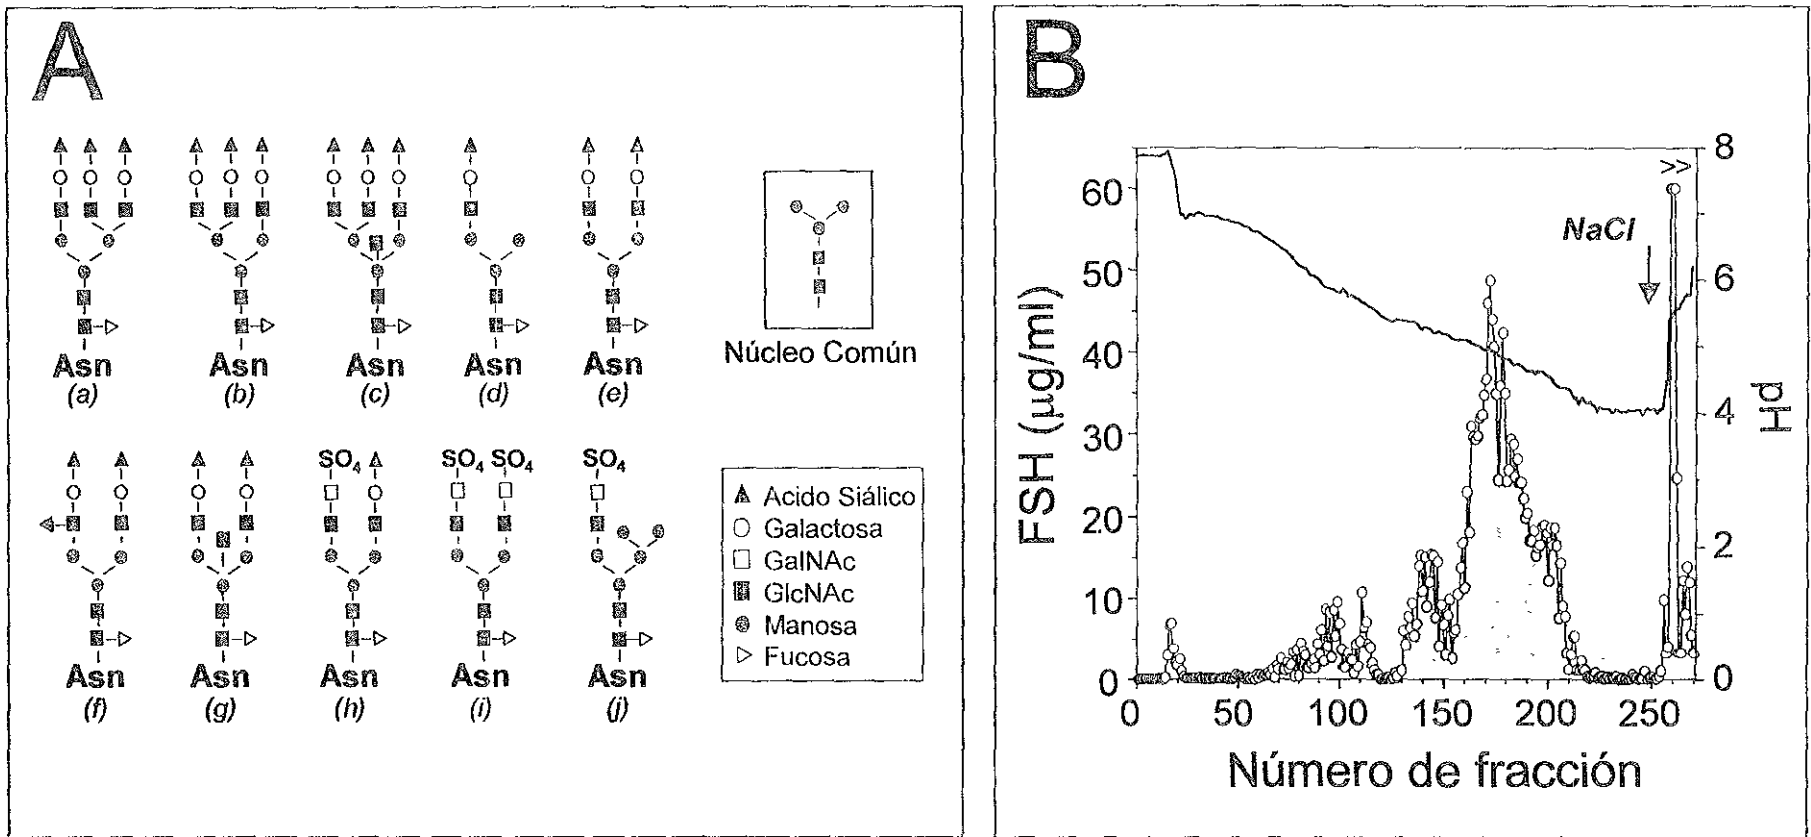 A
Asn Asn Asn Asn Asn
(a) (b) (c) (d) (e)
Núcleo Común
SO₄ SO₄ SO₄ SO₄
Asn Asn Asn Asn Asn
(f) (g) (h) (i) (j)
Acido Siálico
Galactosa
GalNAc
GlcNAc
Manosa
Fucosa
B
FSH (µg/ml)
60
50
40
30
20
10
0
>>
NaCl
8
6
4
2
0
pH
0 50 100 150 200 250
Número de fracción